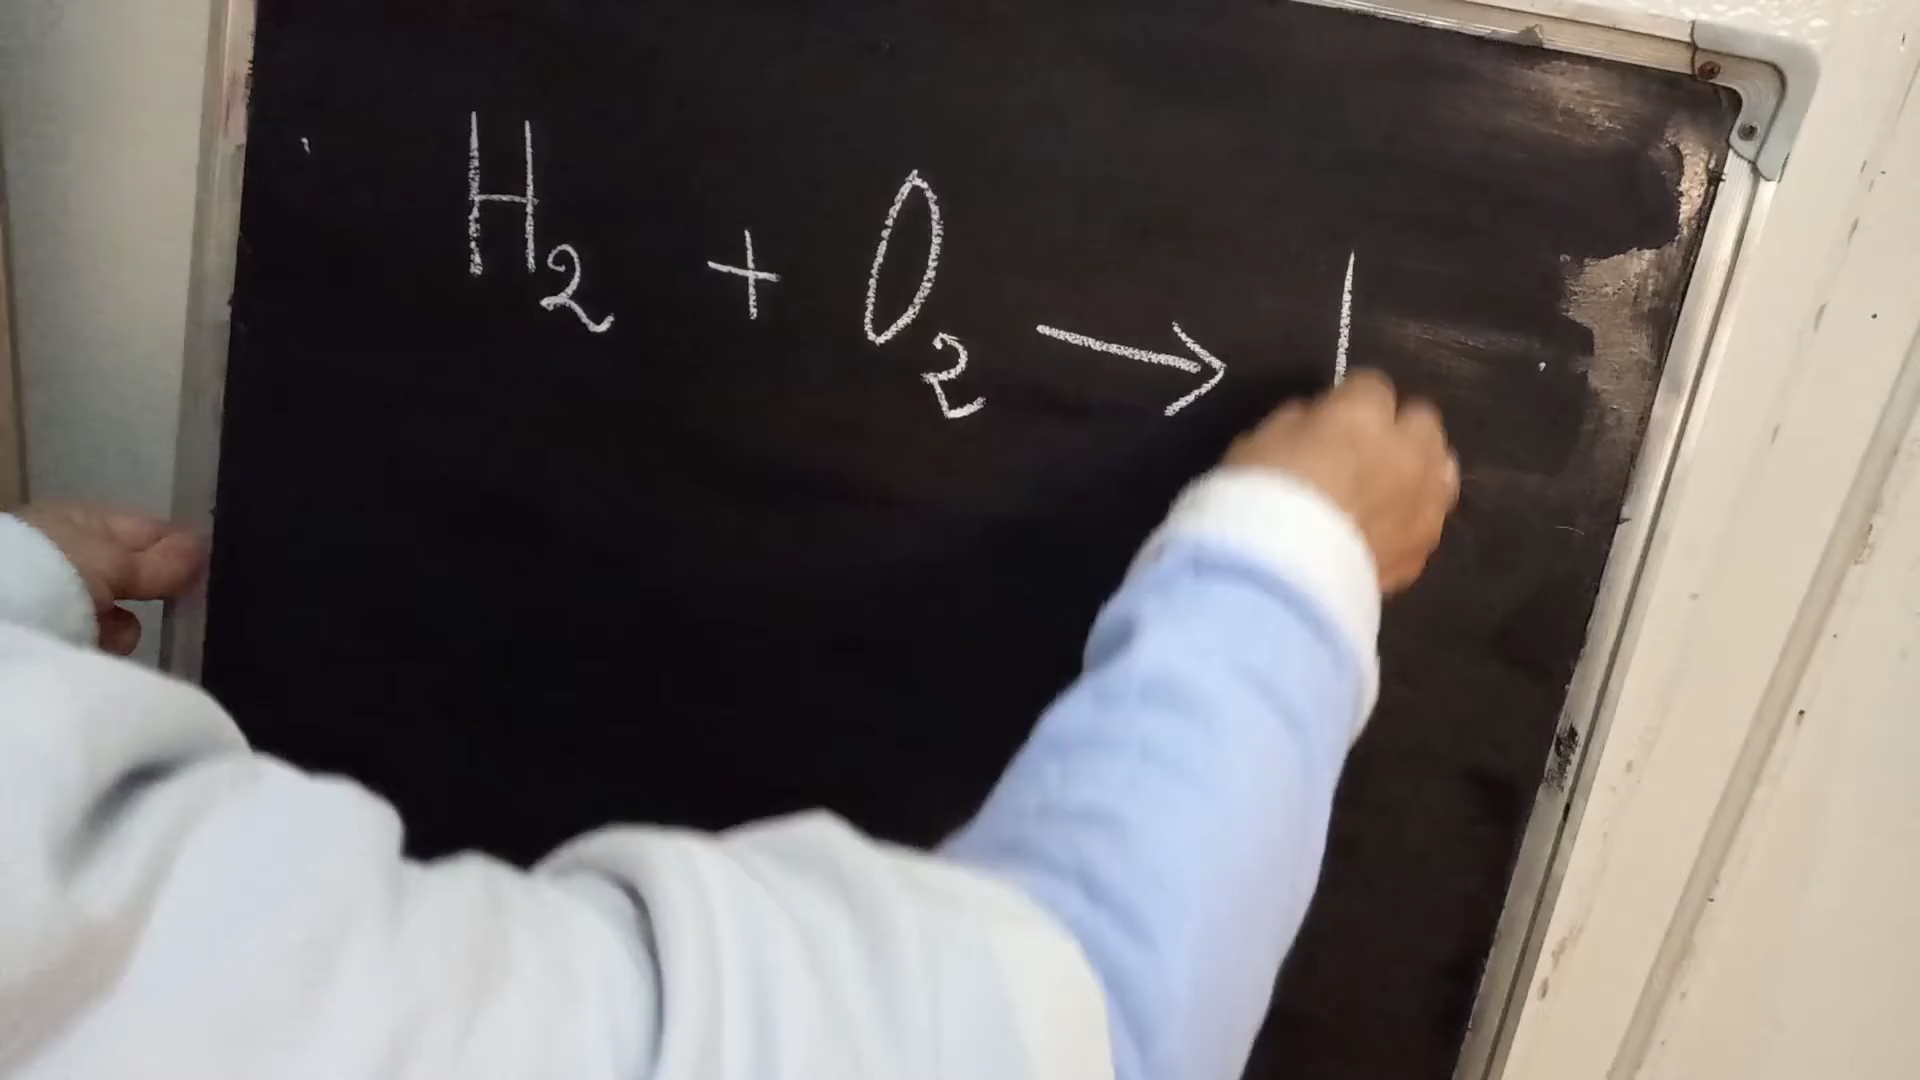 H₂ + O₂ →